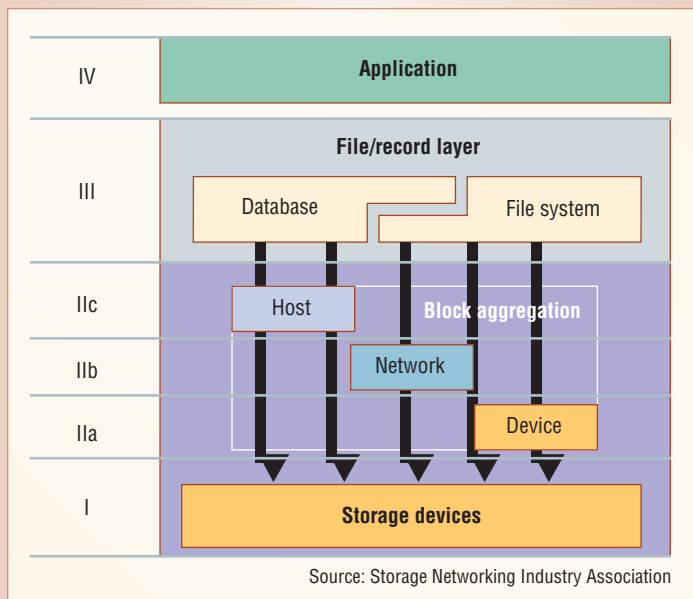 IV
Application
III
File/record layer
Database
File system
IIc
Host
Block aggregation
IIb
Network
IIa
Device
I
Storage devices
Source: Storage Networking Industry Association